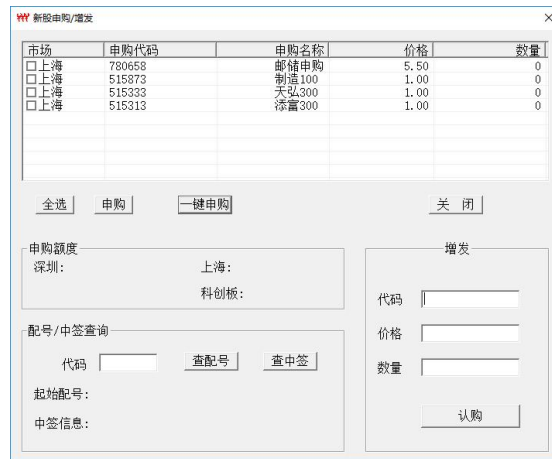 新股申购/增发
市场 申购代码 申购名称 价格 数量
上海 780658 邮储申购 5.50 0
上海 515873 制造100 1.00 0
上海 515333 天弘300 1.00 0
上海 515313 添富300 1.00 0
全选 申购 一键申购 关 闭
申购额度
深圳: 上海:
科创板:
配号/中签查询
代码 查配号 查中签
起始配号:
中签信息:
增发
代码
价格
数量
认购